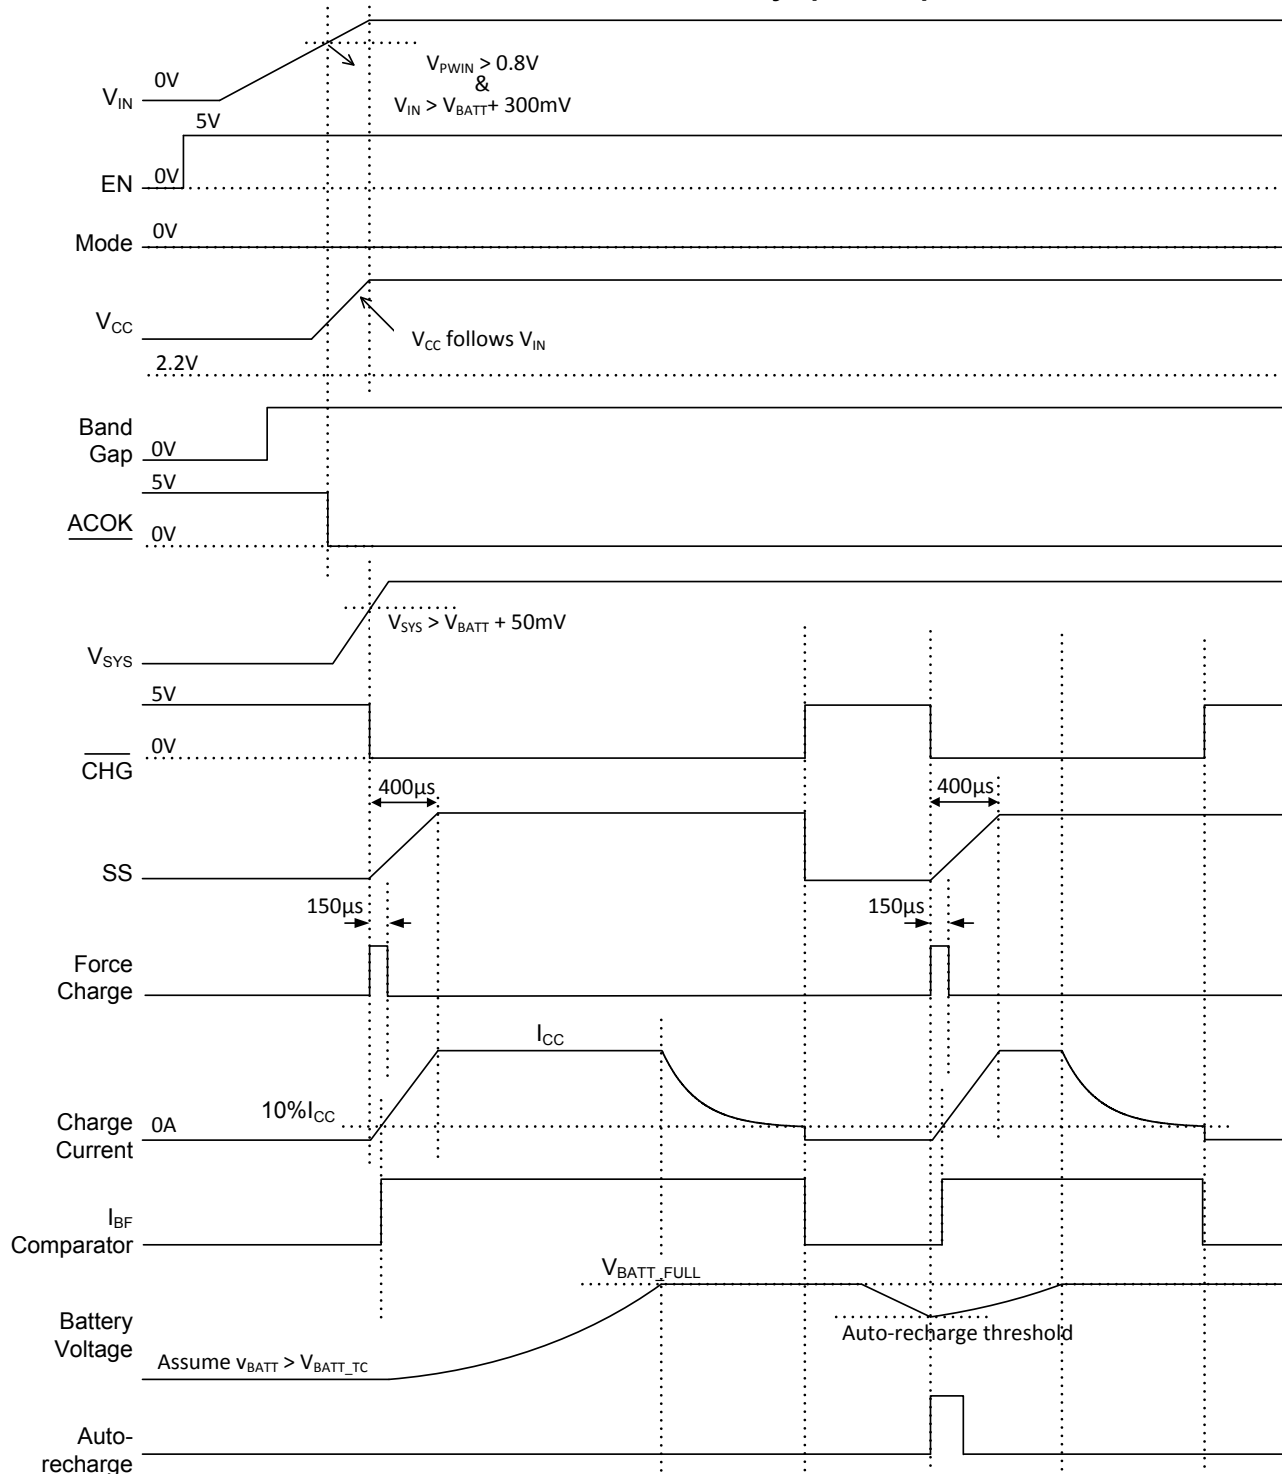 V_IN
0V
V_PWIN > 0.8V
&
V_IN > V_BATT+ 300mV
5V
EN
0V
Mode
0V
V_CC
V_CC follows V_IN
2.2V
Band
Gap
0V
5V
ACOK
0V
V_SYS > V_BATT + 50mV
V_SYS
5V
CHG
0V
400µs
400µs
SS
150µs
150µs
Force
Charge
I_CC
10%I_CC
Charge
Current
0A
I_BF
Comparator
V_BATT_FULL
Battery
Voltage
Auto-recharge threshold
Assume v_BATT > V_BATT_TC
Auto-
recharge